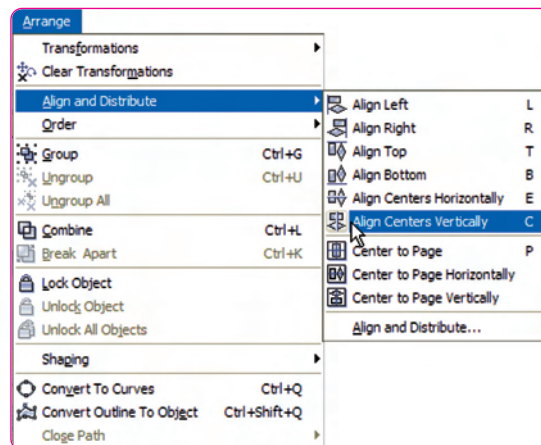 Arrange
Transformations
Clear Transformations
Align and Distribute
Order
Group Ctrl+G
Ungroup Ctrl+U
Ungroup All
Combine Ctrl+L
Break Apart Ctrl+K
Lock Object
Unlock Object
Unlock All Objects
Shaping
Convert To Curves Ctrl+Q
Convert Outline To Object Ctrl+Shift+Q
Close Path
Align Left L
Align Right R
Align Top T
Align Bottom B
Align Centers Horizontally E
Align Centers Vertically C
Center to Page P
Center to Page Horizontally
Center to Page Vertically
Align and Distribute...